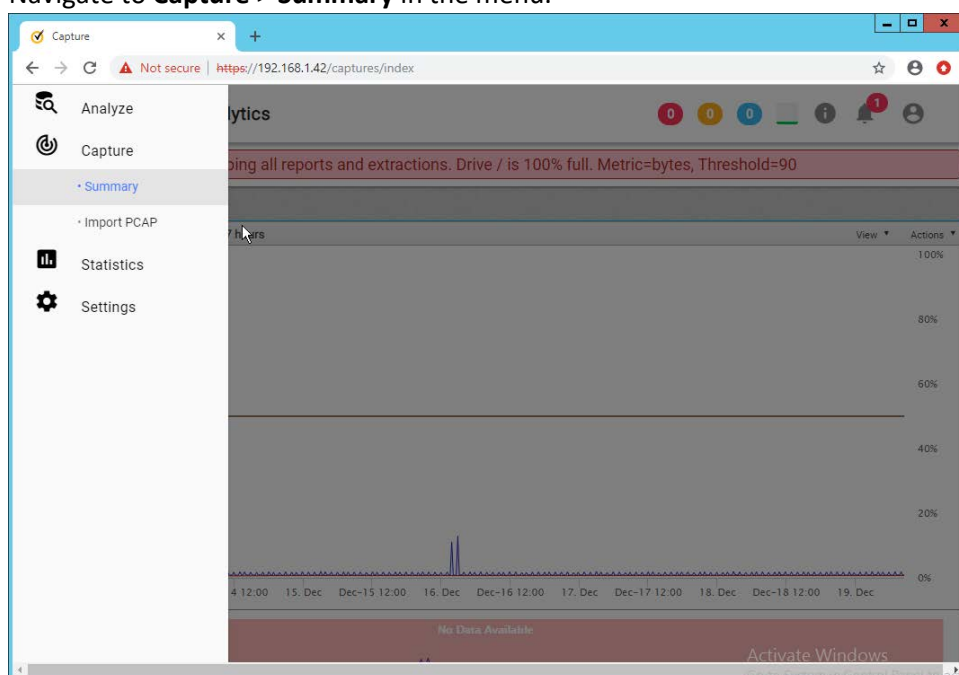 Navigate to Capture > Summary in the menu.
Capture
Not secure | https://192.168.1.42/captures/index
Analyze
lytics
0 0 0 1
Capture
ping all reports and extractions. Drive / is 100% full. Metric=bytes, Threshold=90
• Summary
• Import PCAP
7 hours
View ▼ Actions ▼
Statistics
Settings
100%
80%
60%
40%
20%
0%
4 12:00 15. Dec Dec-15 12:00 16. Dec Dec-16 12:00 17. Dec Dec-17 12:00 18. Dec Dec-18 12:00 19. Dec
No Data Available
Activate Windows